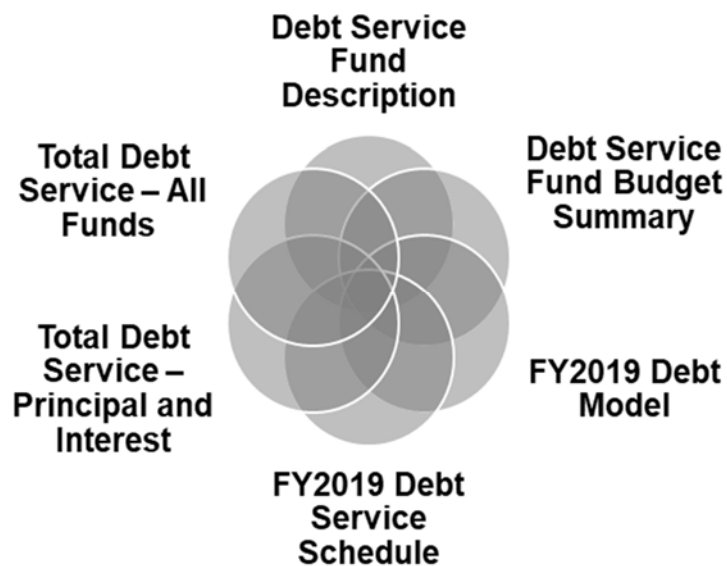 Debt Service
Fund
Description
Debt Service
Fund Budget
Summary
FY2019 Debt
Model
FY2019 Debt
Service
Schedule
Total Debt
Service –
Principal and
Interest
Total Debt
Service – All
Funds